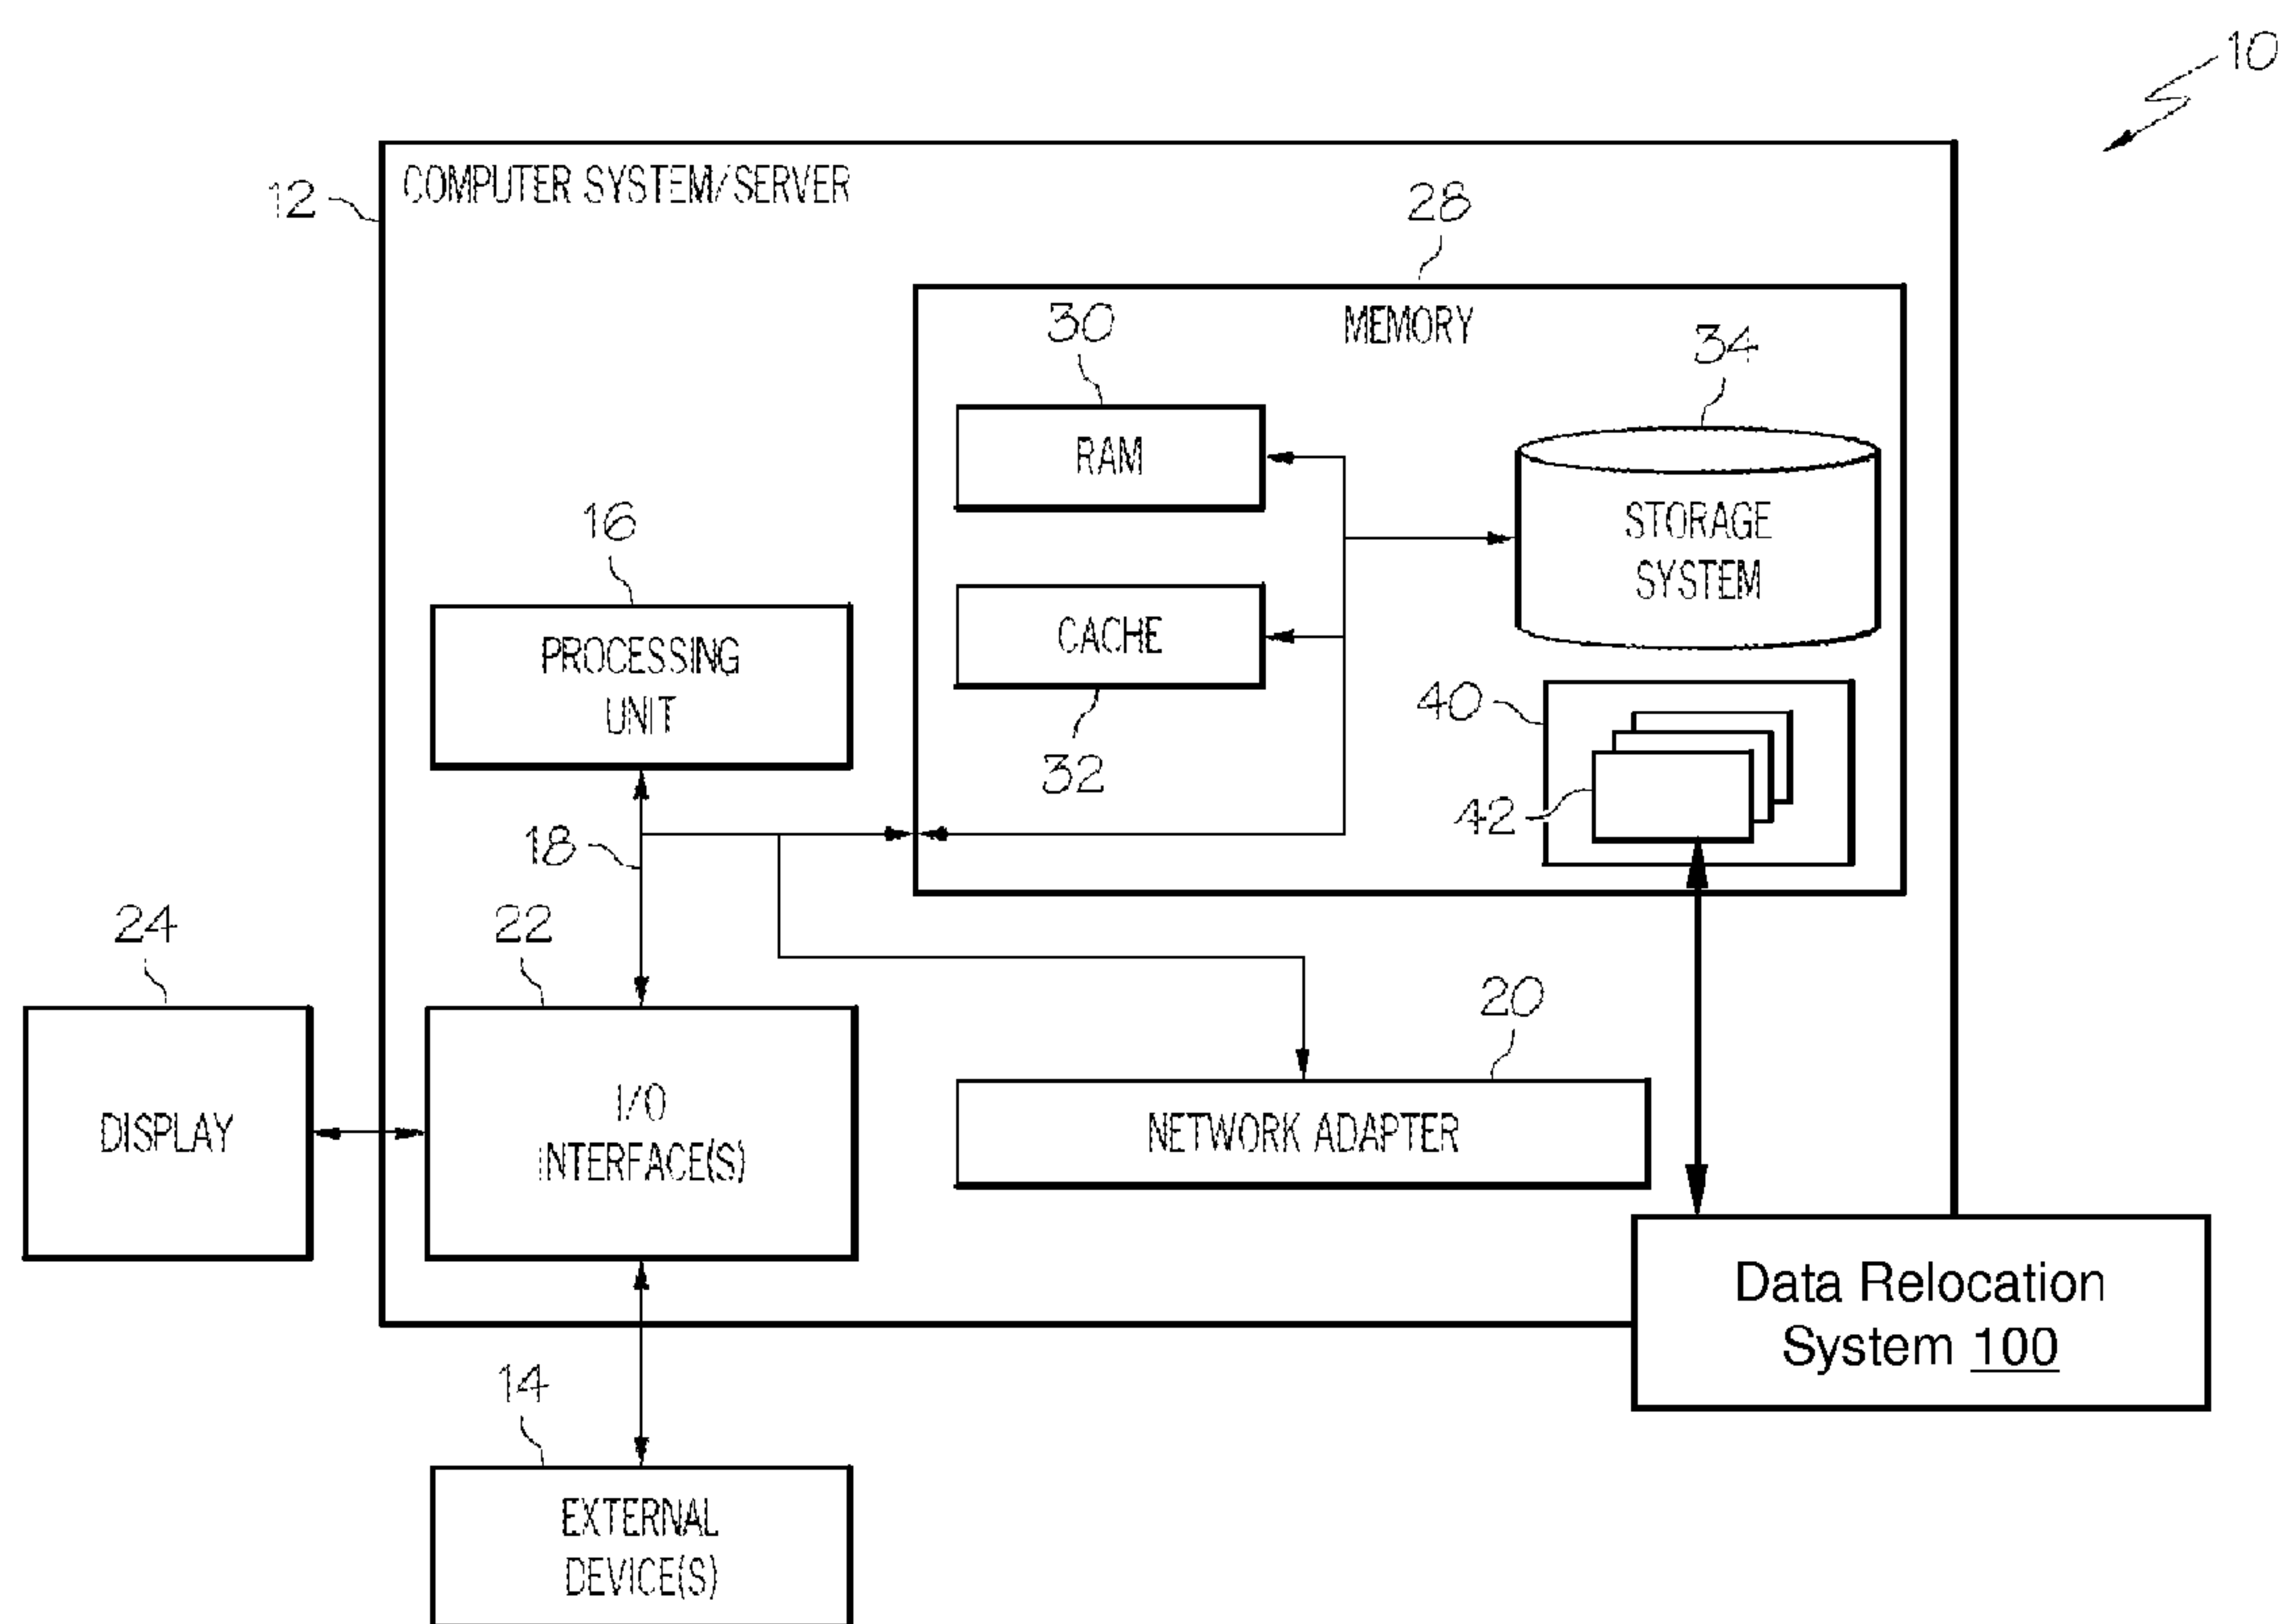 10
12
COMPUTER SYSTEM/SERVER
28
MEMORY
30
RAM
34
STORAGE
SYSTEM
16
PROCESSING
UNIT
CACHE
32
40
42
18
24
DISPLAY
22
I/O
INTERFACE(S)
20
NETWORK ADAPTER
Data Relocation
System 100
14
EXTERNAL
DEVICE(S)